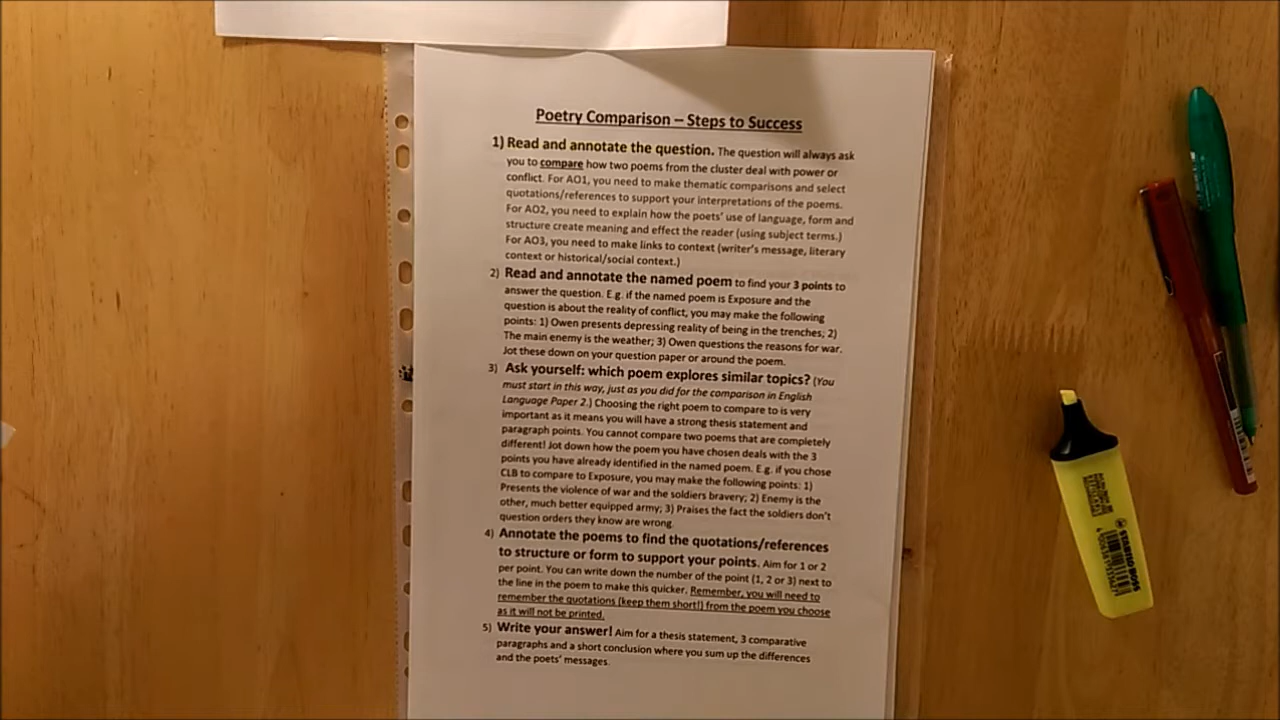 Poetry Comparison – Steps to Success
1) Read and annotate the question. The question will always ask
you to compare how two poems from the cluster deal with power or
conflict. For AO1, you need to make thematic comparisons and select
quotations/references to support your interpretations of the poems.
For AO2, you need to explain how the poets' use of language, form and
structure create meaning and effect the reader (using subject terms.)
For AO3, you need to make links to context (writer's message, literary
context or historical/social context.)
2) Read and annotate the named poem to find your 3 points to
answer the question. E.g. if the named poem is Exposure and the
question is about the reality of conflict, you may make the following
points: 1) Owen presents depressing reality of being in the trenches; 2)
The main enemy is the weather; 3) Owen questions the reasons for war.
Jot these down on your question paper or around the poem.
3) Ask yourself: which poem explores similar topics? (You
must start in this way, just as you did for the comparison in English
Language Paper 2.) Choosing the right poem to compare to is very
important as it means you will have a strong thesis statement and
paragraph points. You cannot compare two poems that are completely
different! Jot down how the poem you have chosen deals with the 3
points you have already identified in the named poem. E.g. if you chose
CLB to compare to Exposure, you may make the following points: 1)
Presents the violence of war and the soldiers bravery; 2) Enemy is the
other, much better equipped army; 3) Praises the fact the soldiers don't
question orders they know are wrong.
4) Annotate the poems to find the quotations/references
to structure or form to support your points. Aim for 1 or 2
per point. You can write down the number of the point (1, 2 or 3) next to
the line in the poem to make this quicker. Remember, you will need to
remember the quotations (keep them short!) from the poem you choose
as it will not be printed.
5) Write your answer! Aim for a thesis statement, 3 comparative
paragraphs and a short conclusion where you sum up the differences
and the poets' messages.
STABILO BOSS